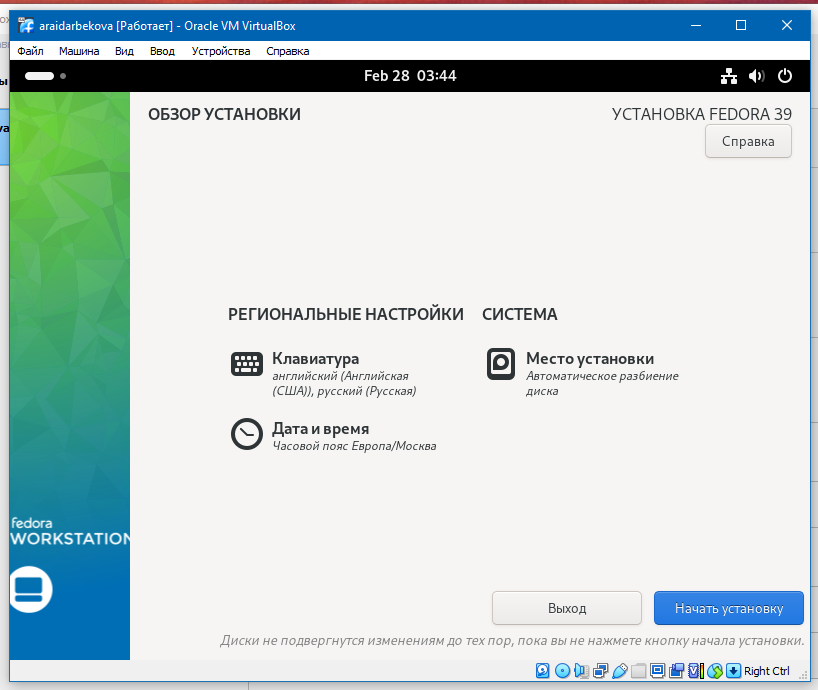 araidarbekova [Работает] - Oracle VM VirtualBox
Файл Машина Вид Ввод Устройства Справка
Feb 28 03:44
ОБЗОР УСТАНОВКИ
УСТАНОВКА FEDORA 39
Справка
РЕГИОНАЛЬНЫЕ НАСТРОЙКИ
Клавиатура
английский (Английская
(США)), русский (Русская)
Дата и время
Часовой пояс Европа/Москва
СИСТЕМА
Место установки
Автоматическое разбиение
диска
fedora
WORKSTATION
Выход
Начать установку
Диски не подвергнутся изменениям до тех пор, пока вы не нажмете кнопку начала установки.
Right Ctrl